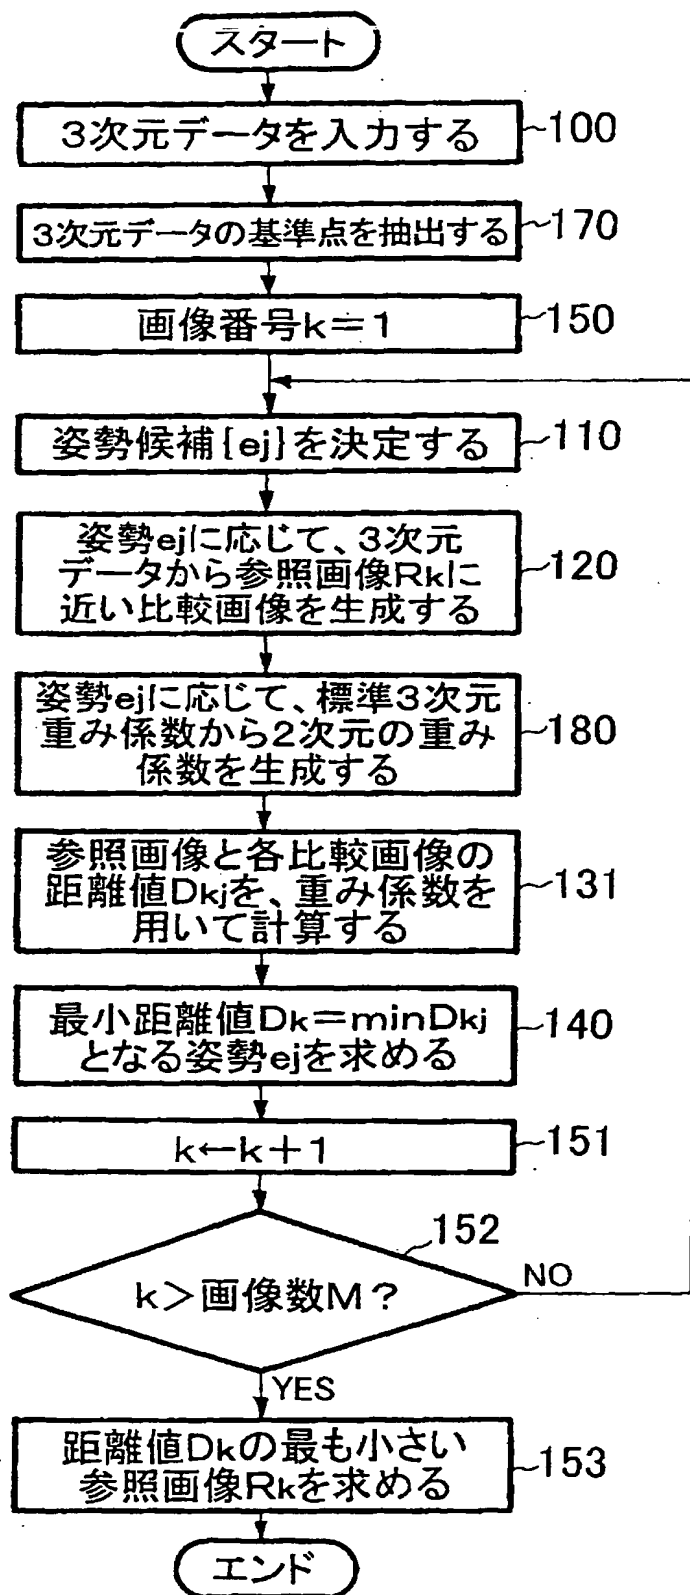 スタート
3次元データを入力する
100
3次元データの基準点を抽出する
170
画像番号k=1
150
姿勢候補{ej}を決定する
110
姿勢ejに応じて、3次元
データから参照画像Rkに
近い比較画像を生成する
120
姿勢ejに応じて、標準3次元
重み係数から2次元の重み
係数を生成する
180
参照画像と各比較画像の
距離値Dkjを、重み係数を
用いて計算する
131
最小距離値Dk=minDkj
となる姿勢ejを求める
140
k←k+1
151
152
k>画像数M?
NO
YES
距離値Dkの最も小さい
参照画像Rkを求める
153
エンド